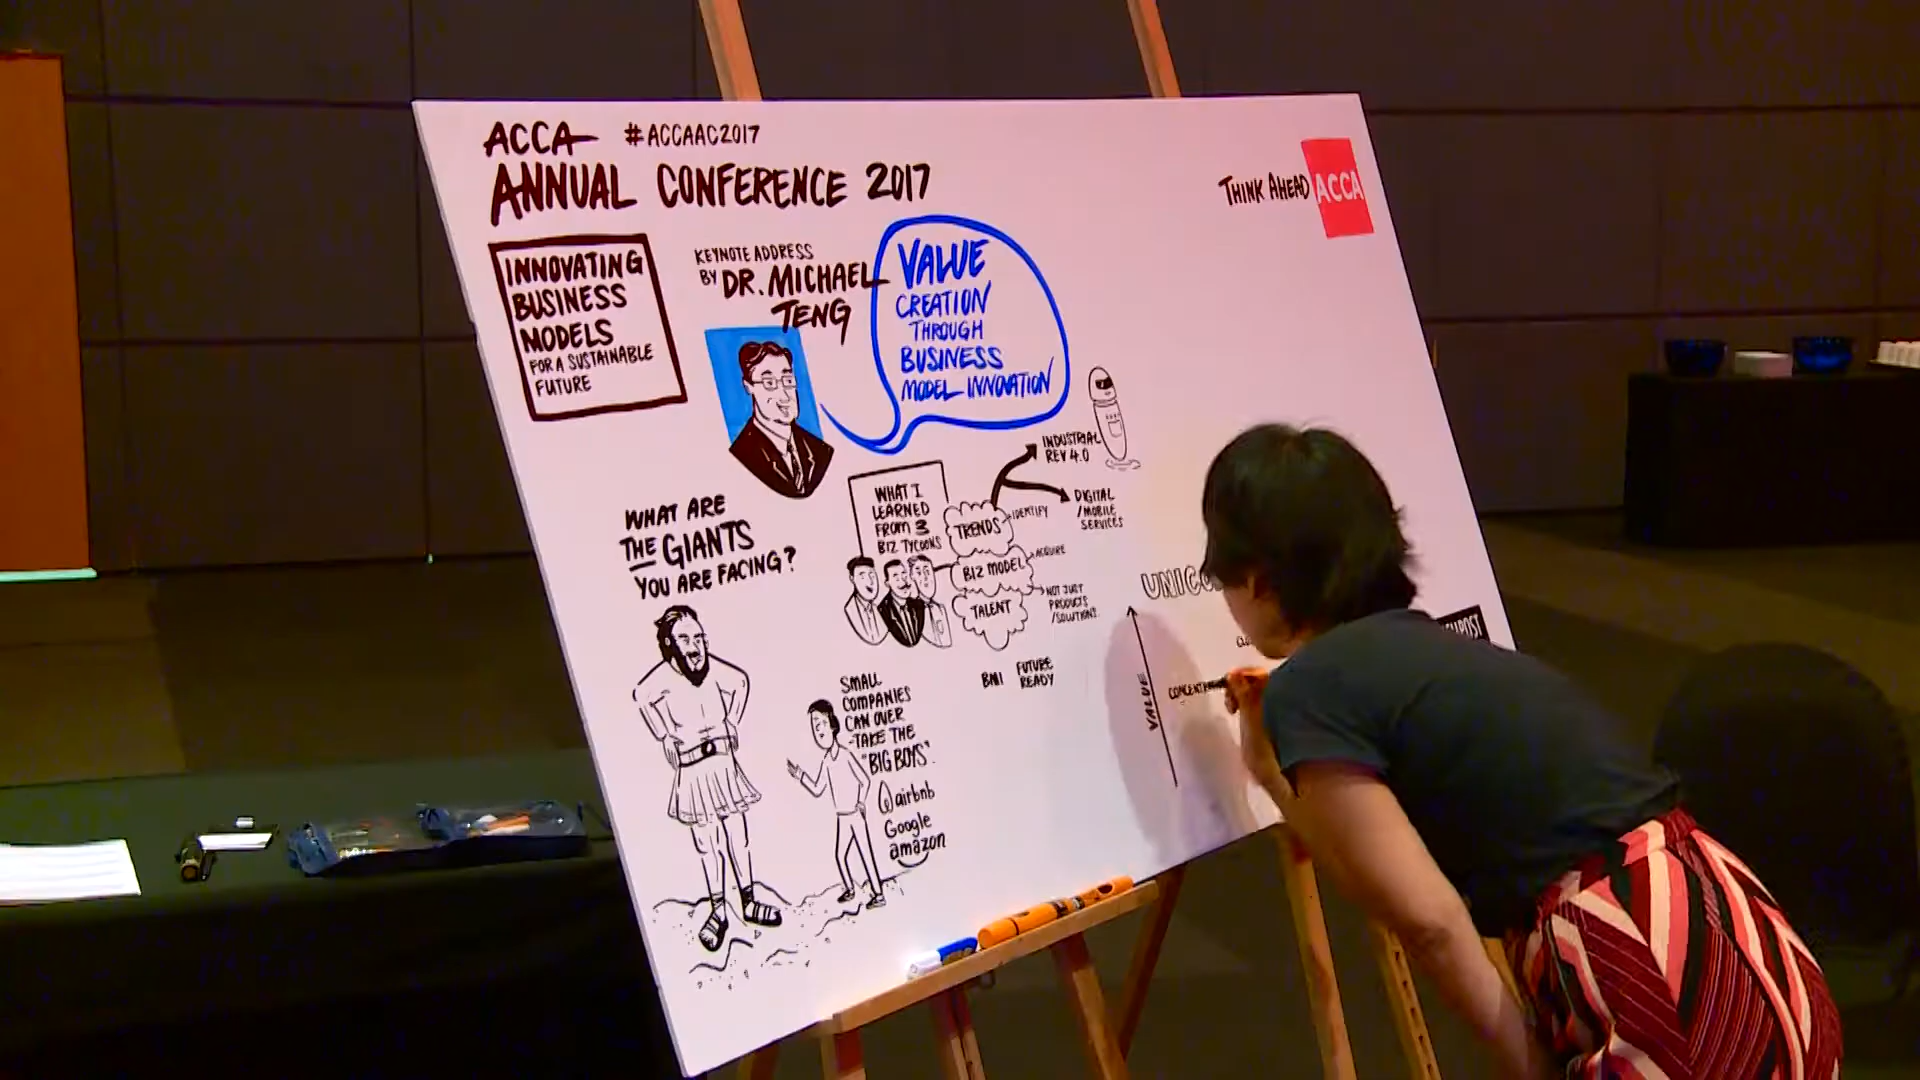 ACCA #ACCAAC2017
ANNUAL CONFERENCE 2017
THINK AHEAD ACCA
INNOVATING
BUSINESS
MODELS
FOR A SUSTAINABLE
FUTURE
KEYNOTE ADDRESS
BY DR. MICHAEL
TENG
VALUE
CREATION
THROUGH
BUSINESS
MODEL INNOVATION
INDUSTRIAL
REV 4.0
DIGITAL
/MOBILE
SERVICES
WHAT I
LEARNED
FROM 3
BIZ TYCOONS
TRENDS
IDENTIFY
BIZ MODEL
ACQUIRE
TALENT
NOT JUST
PRODUCTS
/SOLUTIONS.
WHAT ARE
THE GIANTS
YOU ARE FACING?
SMALL
COMPANIES
CAN OVER
-TAKE THE
"BIG BOYS".
airbnb
Google
amazon
BMI FUTURE
READY
VALUE